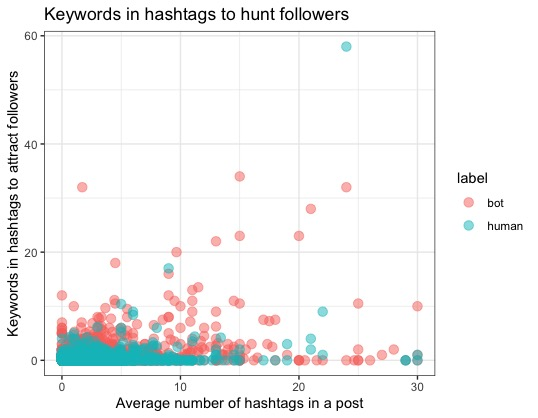 Keywords in hashtags to hunt followers
Keywords in hashtags to attract followers
60
40
20
0
0
10
20
30
Average number of hashtags in a post
label
bot
human